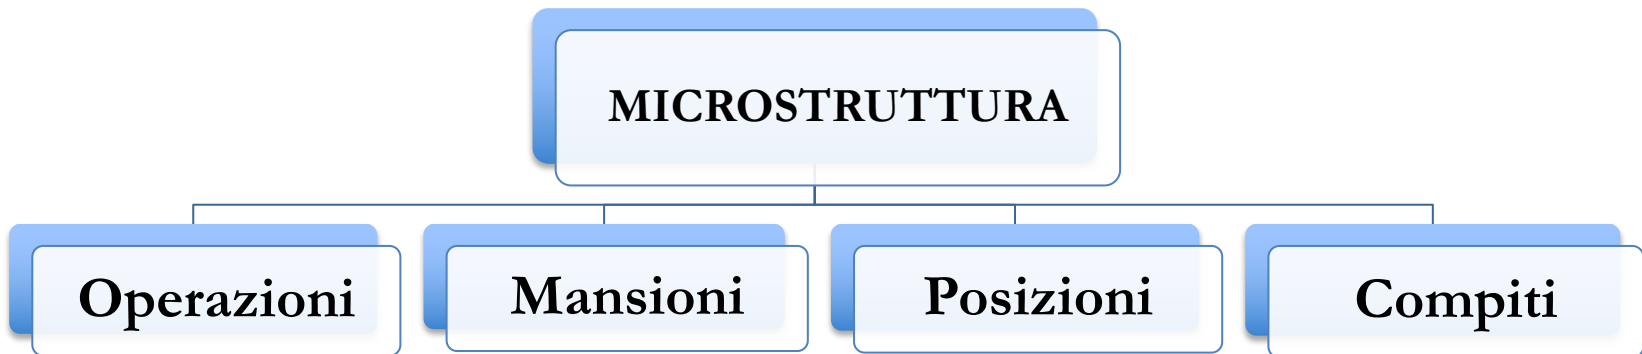 MICROSTRUTTURA
Operazioni
Mansioni
Posizioni
Compiti